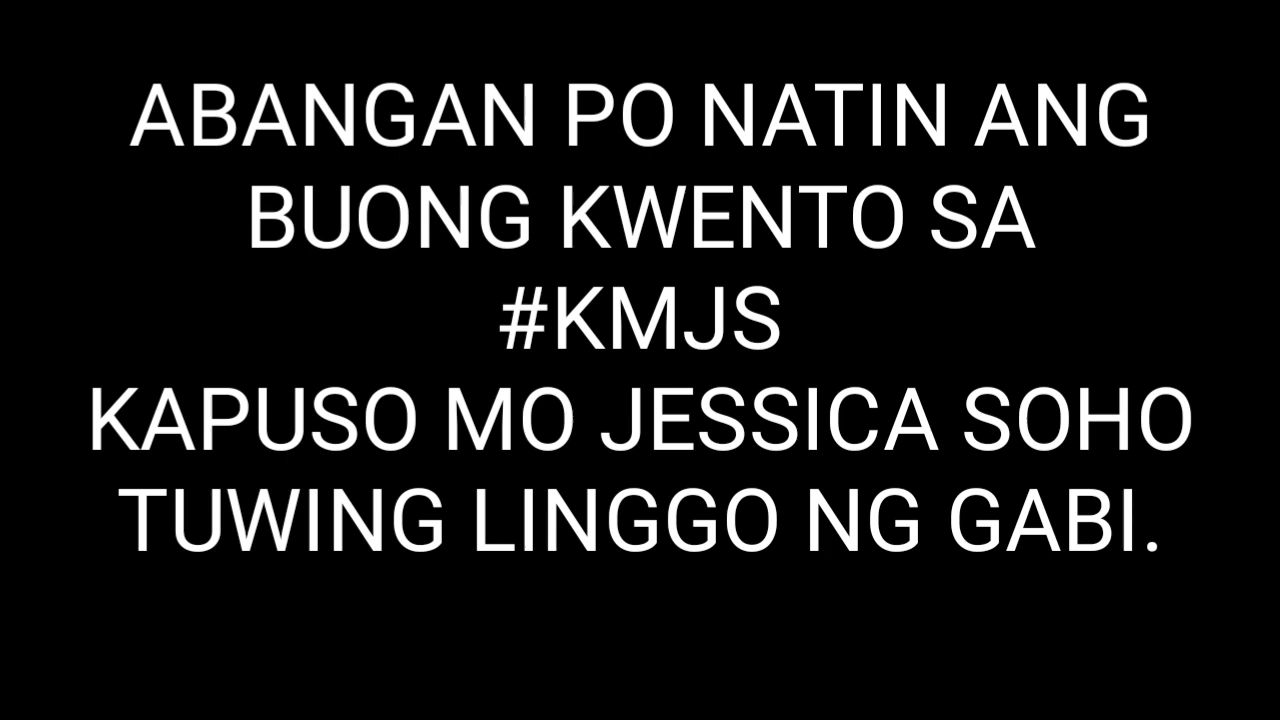 ABANGAN PO NATIN ANG
BUONG KWENTO SA
#KMJS
KAPUSO MO JESSICA SOHO
TUWING LINGGO NG GABI.